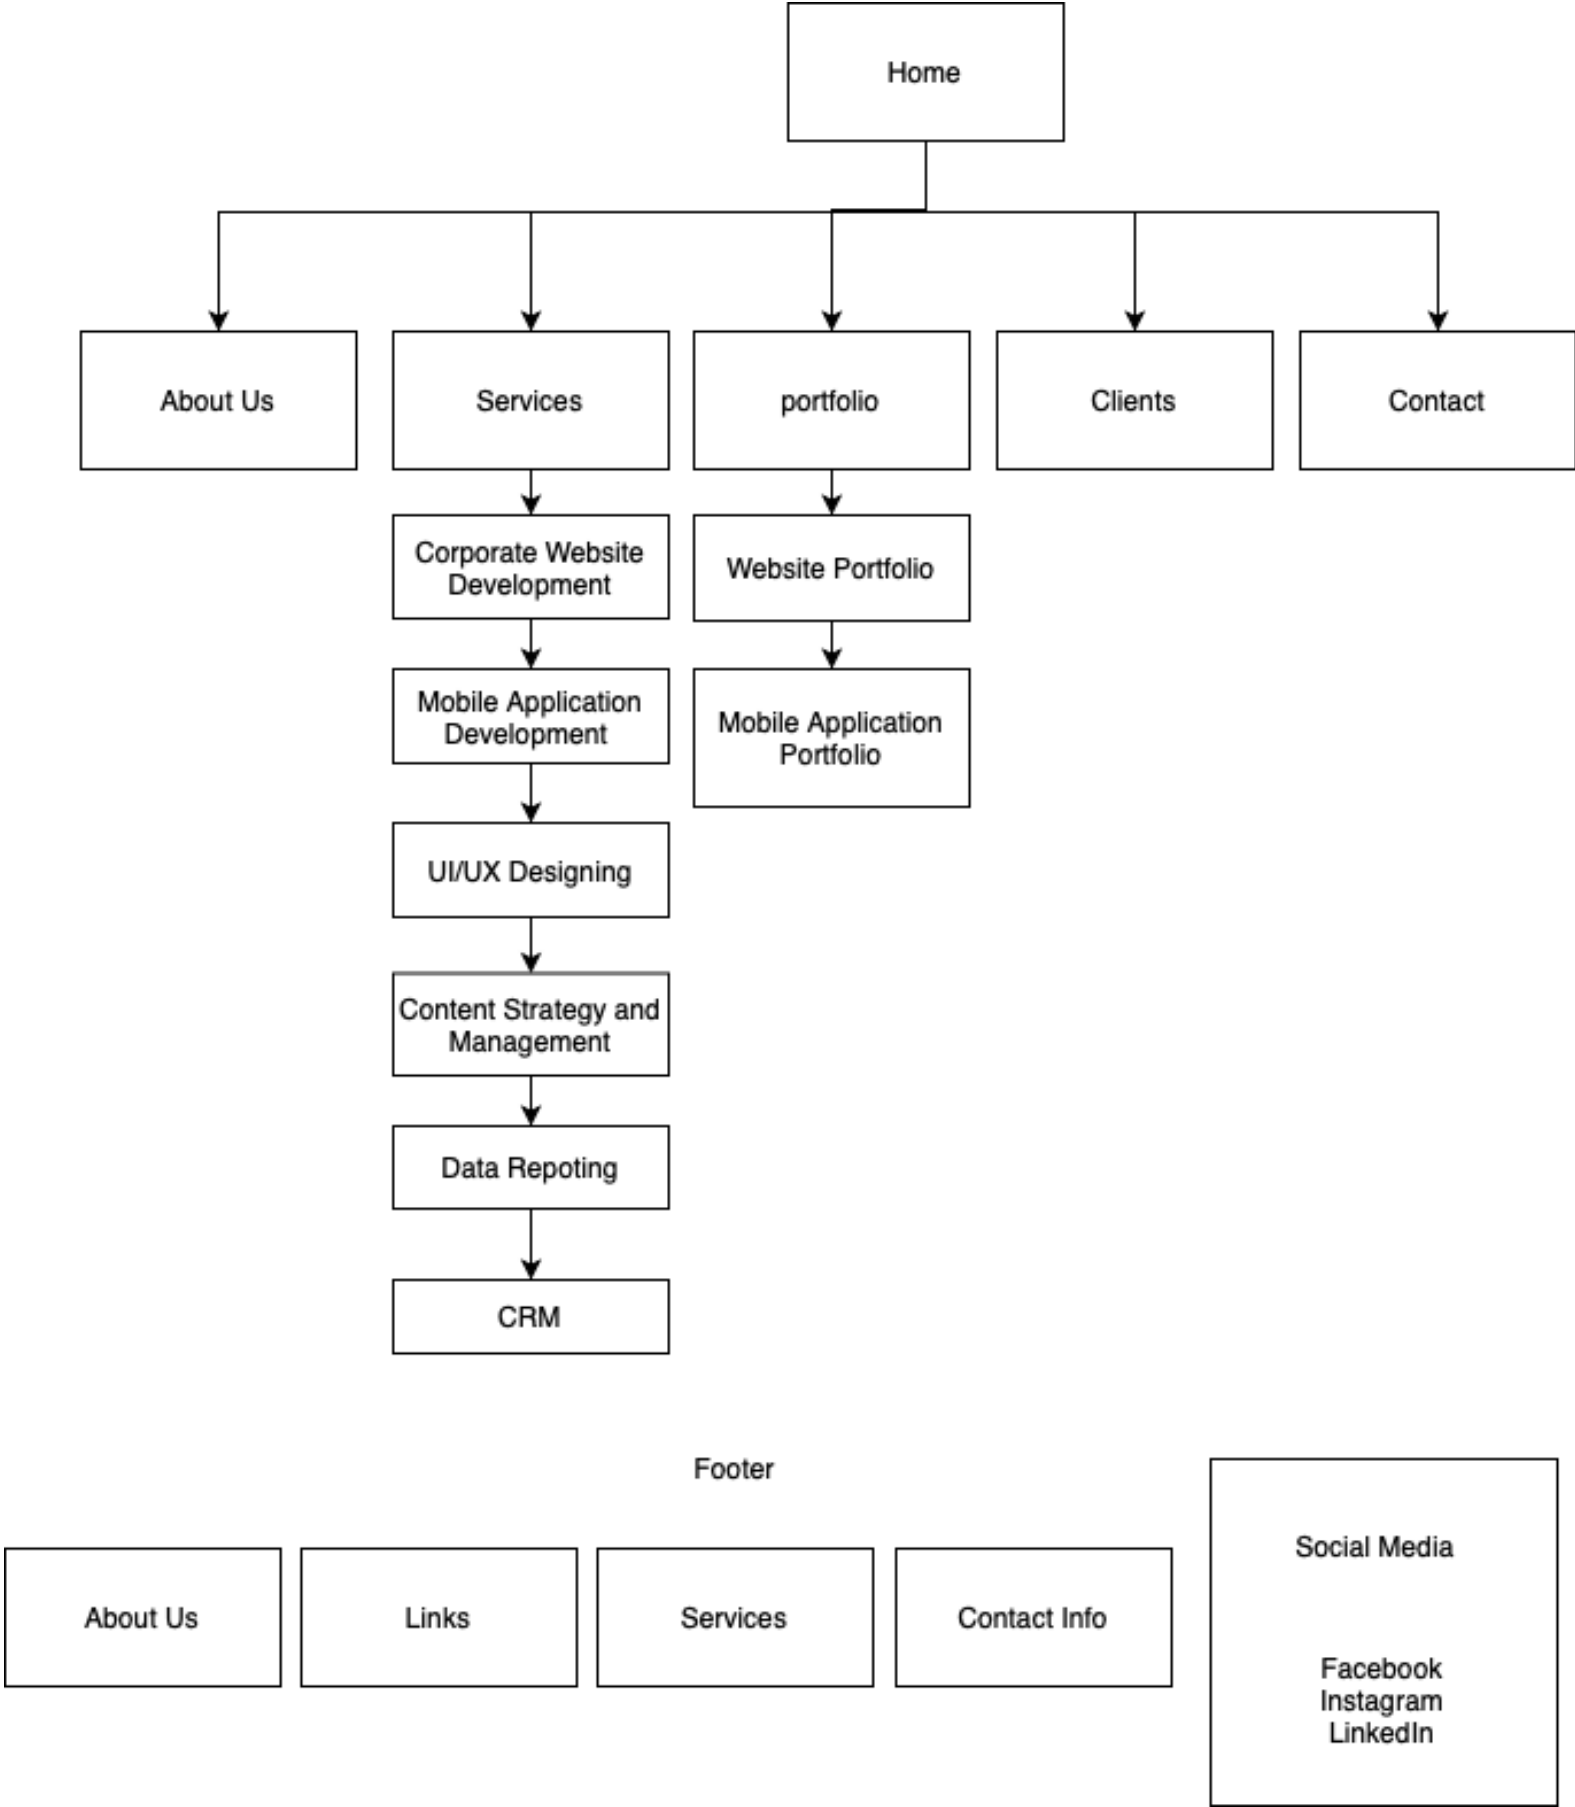 Home
About Us
Services
portfolio
Clients
Contact
Corporate Website
Development
Website Portfolio
Mobile Application
Development
Mobile Application
Portfolio
UI/UX Designing
Content Strategy and
Management
Data Repoting
CRM
Footer
About Us
Links
Services
Contact Info
Social Media
Facebook
Instagram
LinkedIn